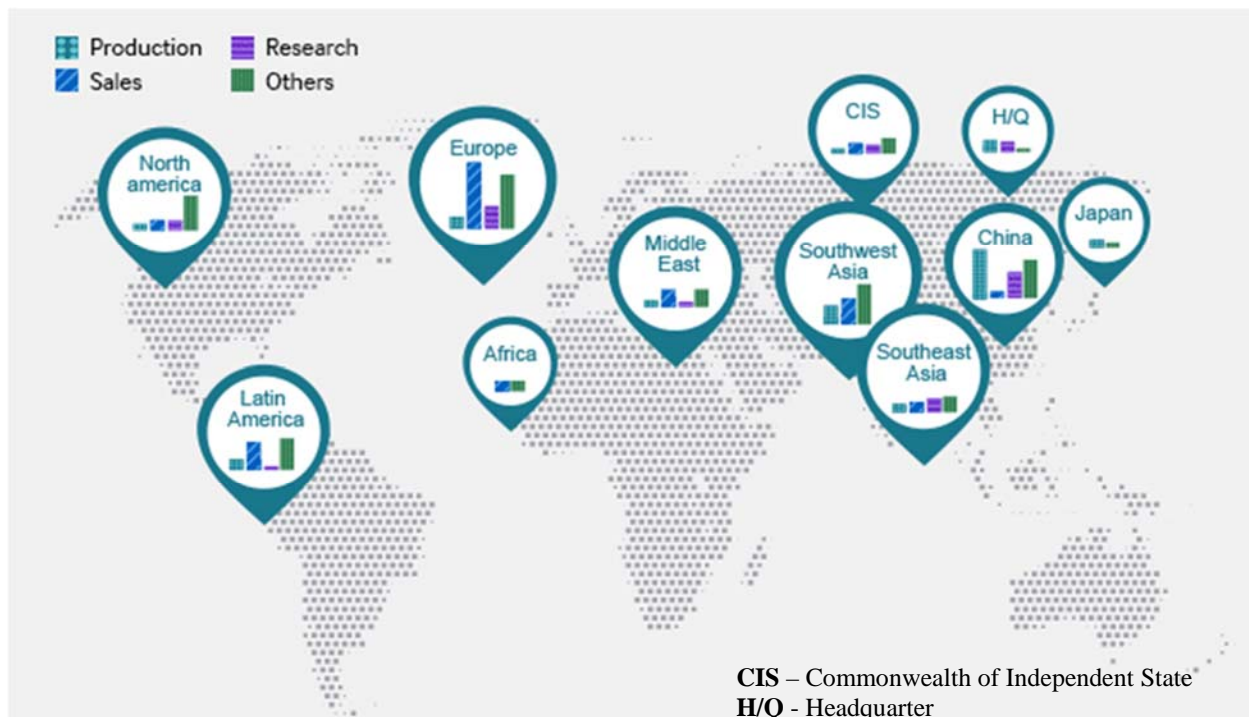 Production
Research
Sales
Others
CIS
H/Q
North
america
Europe
Japan
Middle
East
Southwest
Asia
China
Africa
Southeast
Asia
Latin
America
CIS – Commonwealth of Independent State
H/Q - Headquarter